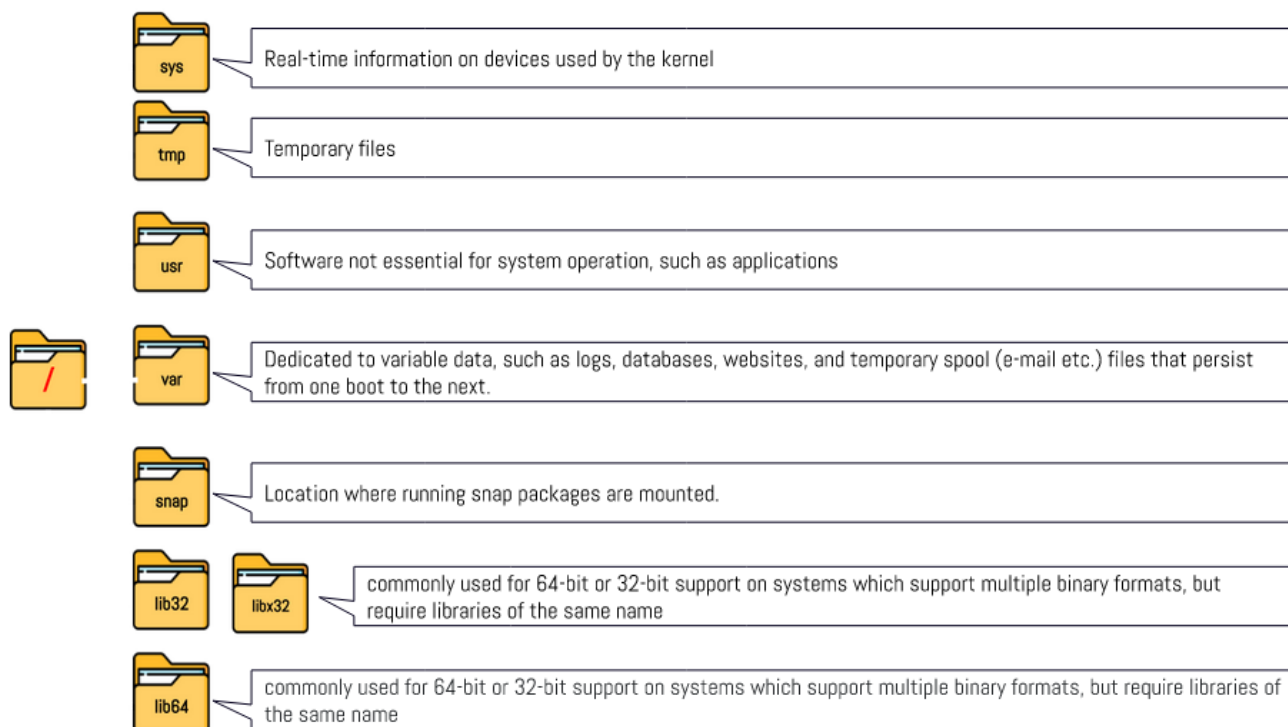 sys
Real-time information on devices used by the kernel
tmp
Temporary files
usr
Software not essential for system operation, such as applications
/
var
Dedicated to variable data, such as logs, databases, websites, and temporary spool (e-mail etc.) files that persist
from one boot to the next.
snap
Location where running snap packages are mounted.
lib32
libx32
commonly used for 64-bit or 32-bit support on systems which support multiple binary formats, but
require libraries of the same name
lib64
commonly used for 64-bit or 32-bit support on systems which support multiple binary formats, but require libraries of
the same name